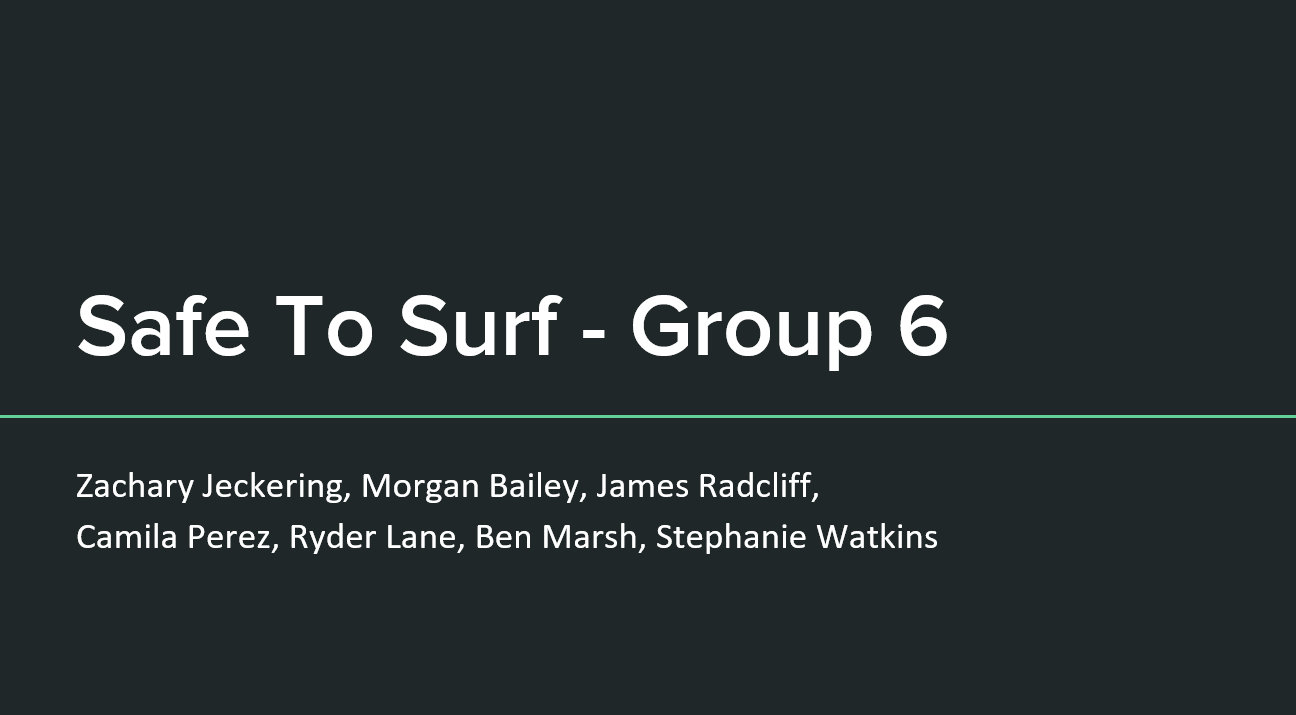 Safe To Surf - Group 6
Zachary Jeckering, Morgan Bailey, James Radcliff,
Camila Perez, Ryder Lane, Ben Marsh, Stephanie Watkins